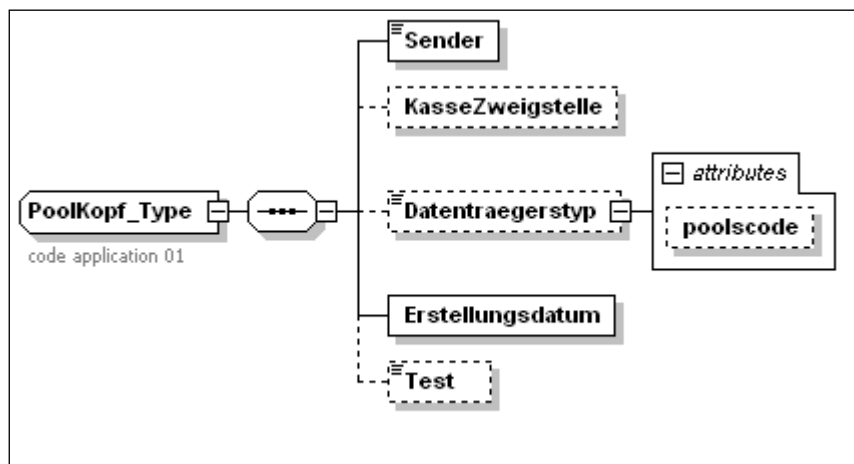 Sender
KasseZweigstelle
attributes
PoolKopf_Type
Datentraegerstyp
poolscode
code application 01
Erstellungsdatum
Test